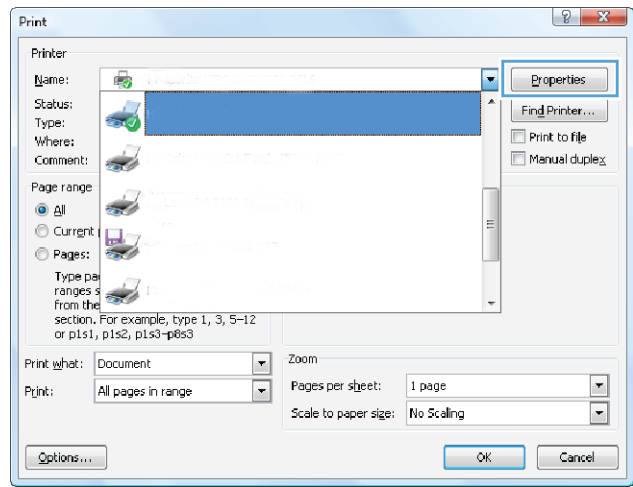 Print
Printer
Name:
Properties
Status:
Find Printer...
Type:
Print to file
Where:
Manual duplex
Comment:
Page range
All
Current
Pages:
Type
ranges
from the
section. For example, type 1, 3, 5–12
or p1s1, p1s2, p1s3–p8s3
Print what: Document
Print: All pages in range
Zoom
Pages per sheet: 1 page
Scale to paper size: No Scaling
Options...
OK
Cancel